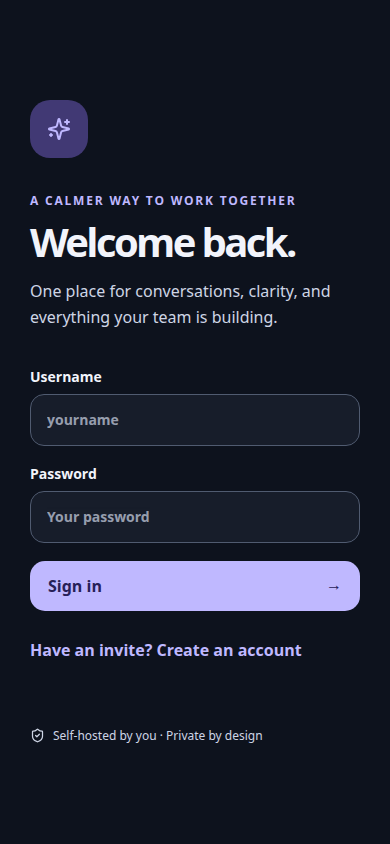 A CALMER WAY TO WORK TOGETHER
Welcome back.
One place for conversations, clarity, and
everything your team is building.
Username
yourname
Password
Your password
Sign in →
Have an invite? Create an account
Self-hosted by you · Private by design